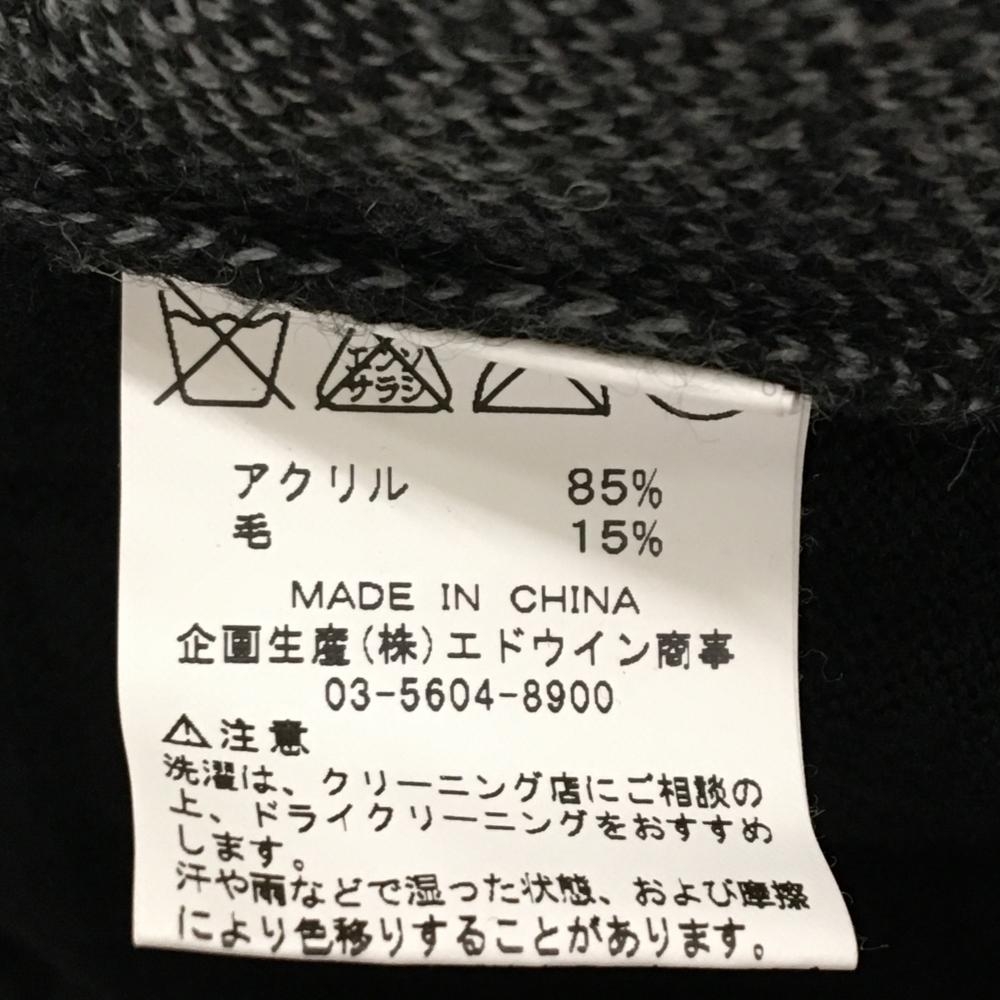 エンソ
サラシ
アクリル 85%
毛 15%
MADE IN CHINA
企画生産(株)エドウイン商事
03-5604-8900
⚠注意
洗濯は、クリーニング店にご相談の
上、ドライクリーニングをおすすめ
します。
汗や雨などで湿った状態、および摩擦
により色移りすることがあります。